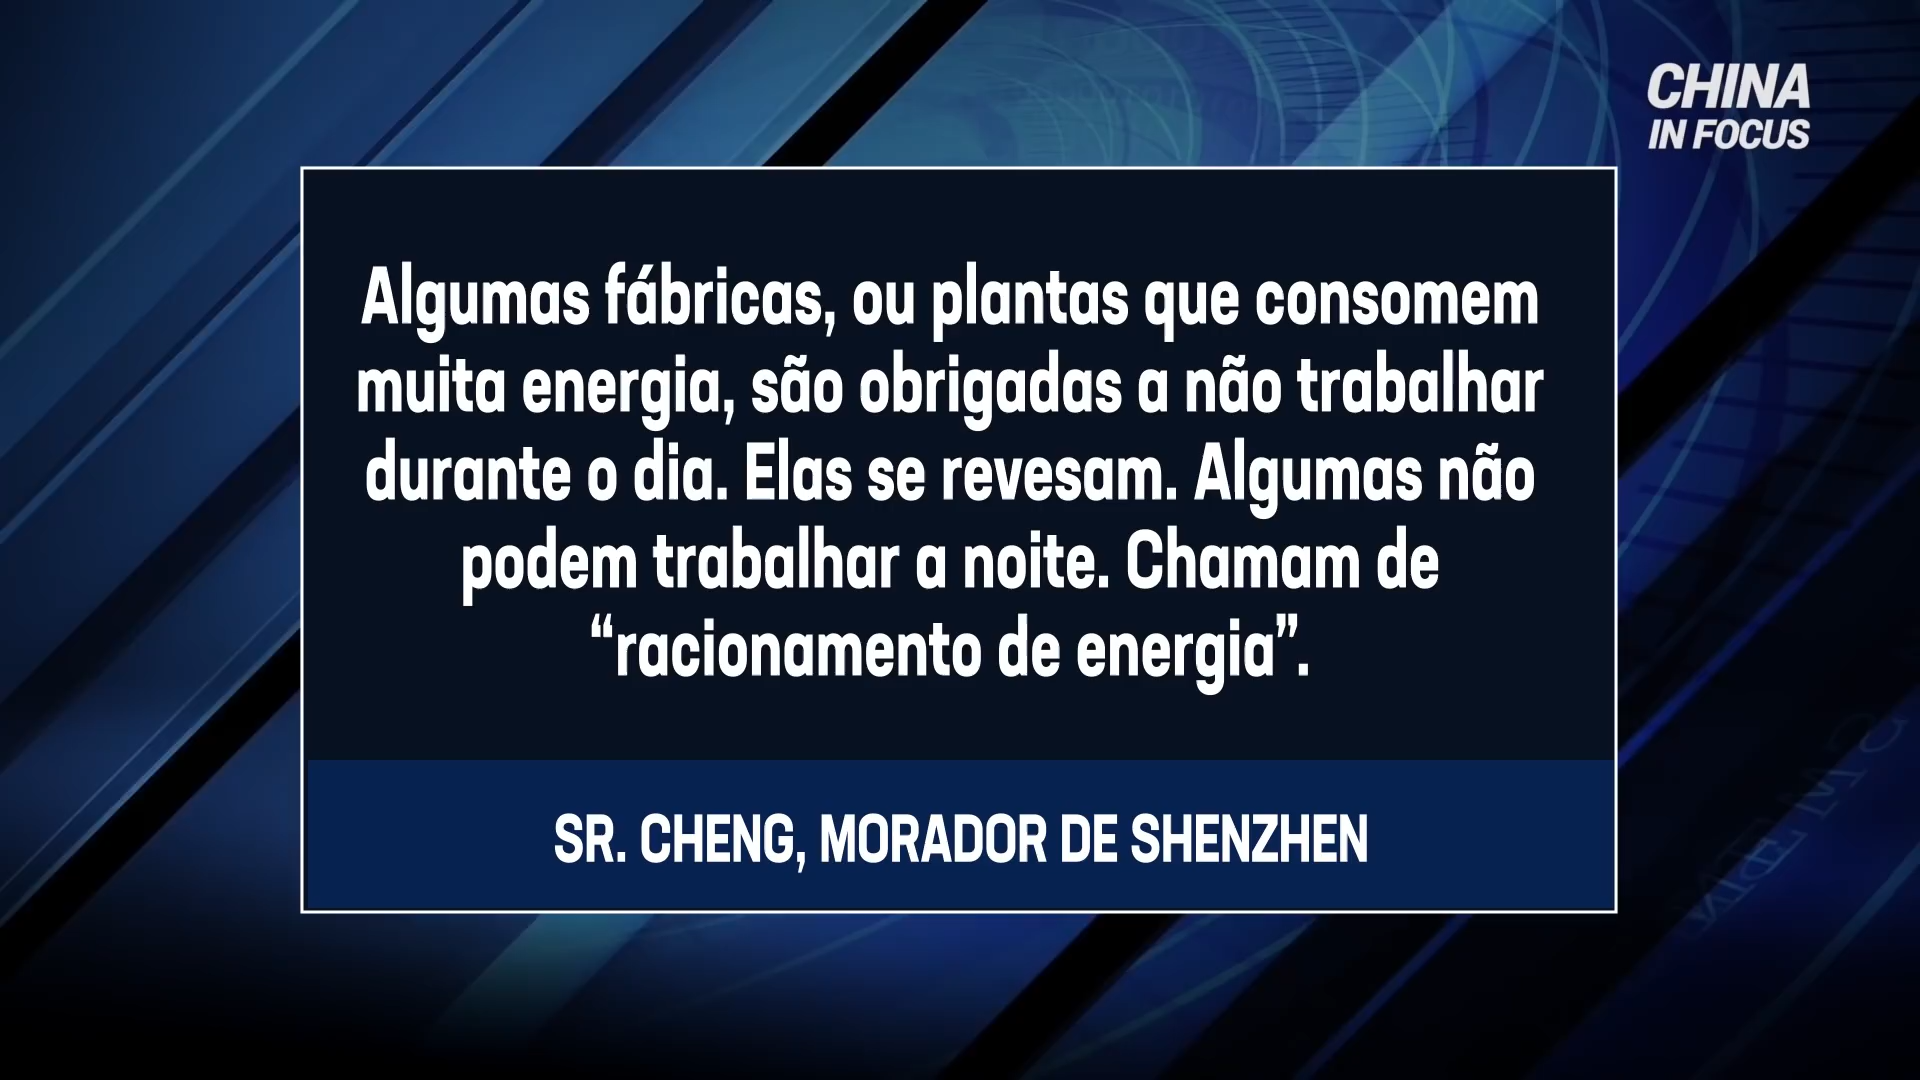 CHINA
IN FOCUS
Algumas fábricas, ou plantas que consomem
muita energia, são obrigadas a não trabalhar
durante o dia. Elas se revesam. Algumas não
podem trabalhar a noite. Chamam de
“racionamento de energia”.
SR. CHENG, MORADOR DE SHENZHEN